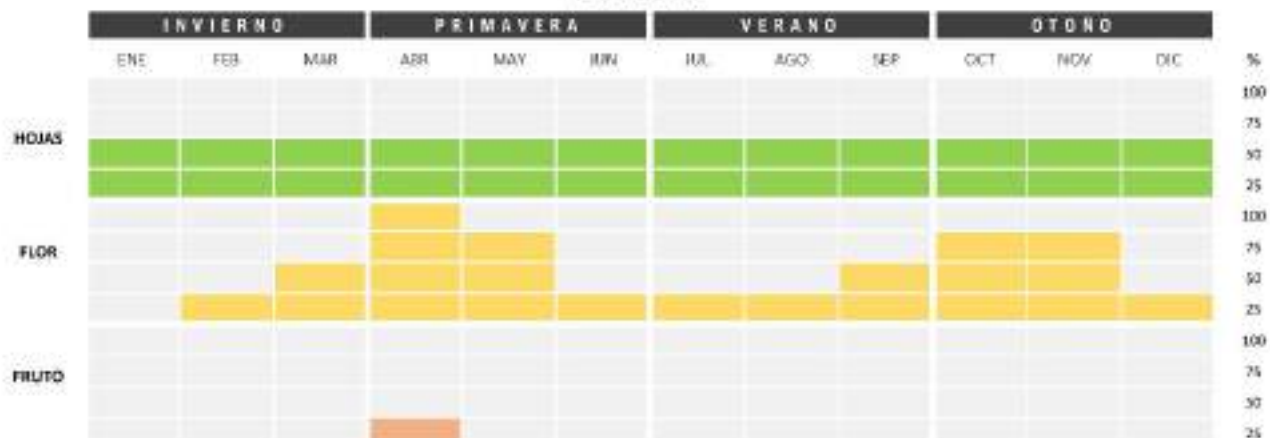 INVIERNO PRIMAVERA VERANO OTOÑO
ENE FEB MAR ABR MAY JUN JUL AGO SEP OCT NOV DIC %
100
75
HOJAS
50
25
100
FLOR 75
50
25
100
FRUTO 75
50
25